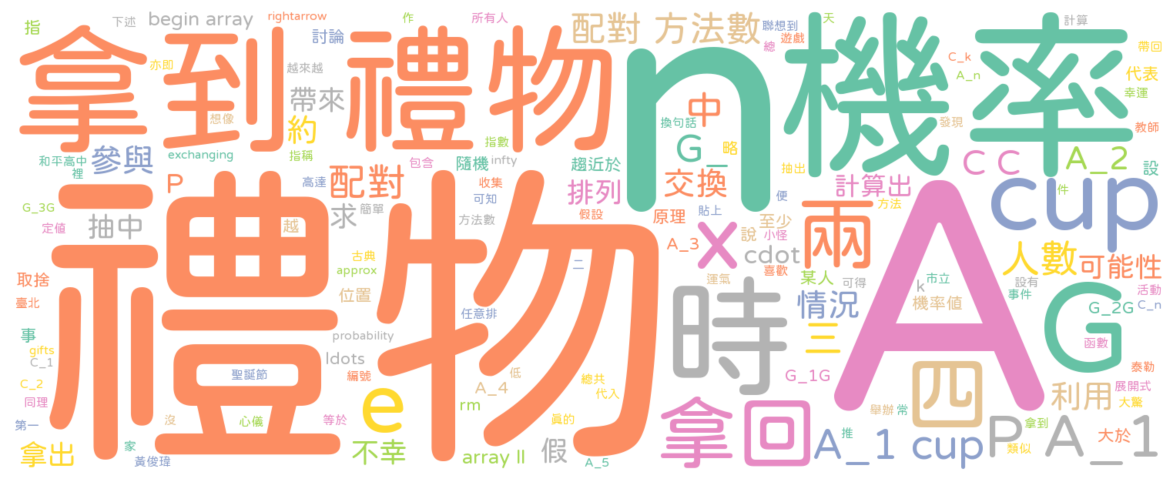 指
下述
begin array
rightarrow
討論
作
所有人
配對 方法數
聯想到
總
遊戲
天
計算
帶回
拿到禮物
n
機率
亦即
越來越
帶來
想像
約
指數
指稱
和平高中
裡
參與
exchanging
包含
隨機
infty
趨近於
換句話
中
G_
略
發現
C_k
A_n
代表
幸運
教師
C C
A_2
設
P
高達
配對
收集
可知
排列
交換
抽出
計算出
便
件
cup
G_3G
定值
抽中
越
求
簡單
方法數
假設
原理
貼上
至少
方法
兩
禮物
A
A_3
x
說
小怪
cdot
喜歡
人數
可能性
取捨
臺北
古典
approx
位置
二
運氣
某人
可得
k
市立
設有
事件
活動
G_2G
C_n
G
事
任意排
時
情況
機率值
probability
三
函數
gifts
C_1
ldots
聖誕節
編號
低
A_4
G_1G
四
泰勒
展開式
C_2
同理
e
rm
總共
代入
利用
大驚
第一
沒
心儀
等於
真的
拿回
舉辦
常
拿到
拿出
家
黃俊瑋
不幸
array ll
假
A_5
A_1
推
cup
P
類似
A_1
大於